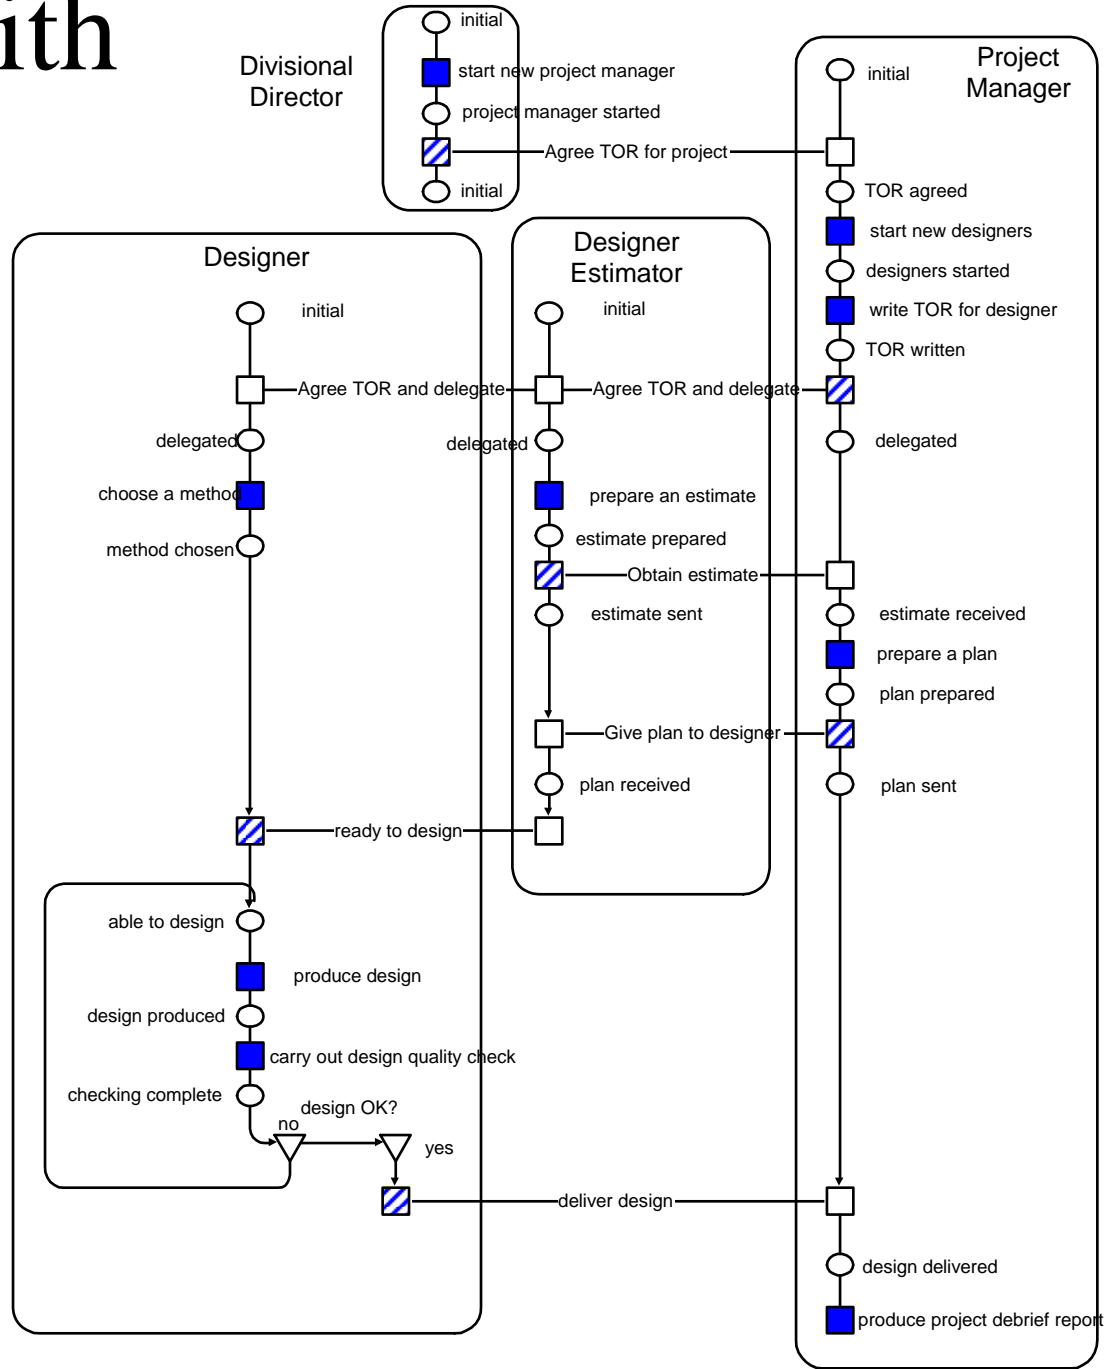 ith
Divisional
Director
initial
start new project manager
project manager started
Agree TOR for project
initial
Project
Manager
initial
TOR agreed
start new designers
designers started
write TOR for designer
TOR written
Designer
initial
Designer
Estimator
initial
Agree TOR and delegate
Agree TOR and delegate
delegated
delegated
delegated
choose a method
prepare an estimate
method chosen
estimate prepared
Obtain estimate
estimate sent
estimate received
prepare a plan
plan prepared
Give plan to designer
plan received
plan sent
ready to design
able to design
produce design
design produced
carry out design quality check
checking complete
design OK?
no
yes
deliver design
design delivered
produce project debrief report